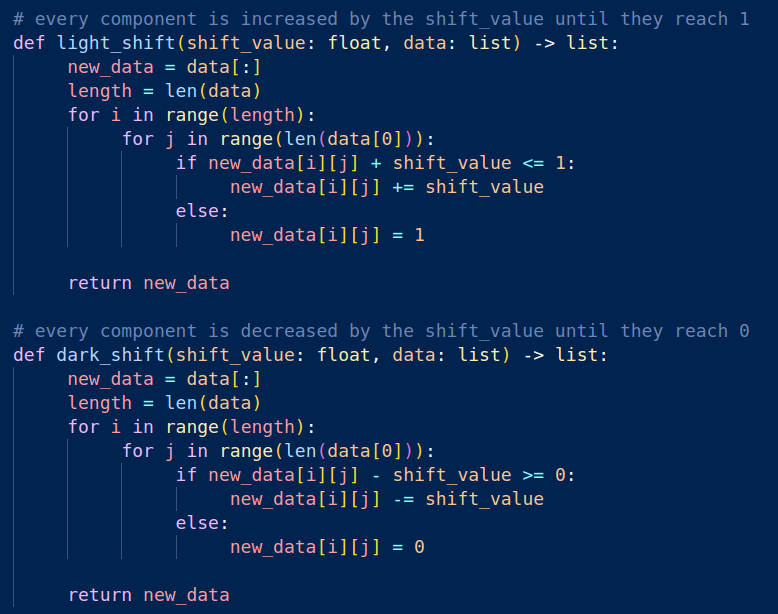 # every component is increased by the shift_value until they reach 1
def light_shift(shift_value: float, data: list) -> list:
     new_data = data[:]
     length = len(data)
     for i in range(length):
          for j in range(len(data[0])):
               if new_data[i][j] + shift_value <= 1:
                    new_data[i][j] += shift_value
               else:
                    new_data[i][j] = 1

     return new_data

# every component is decreased by the shift_value until they reach 0
def dark_shift(shift_value: float, data: list) -> list:
     new_data = data[:]
     length = len(data)
     for i in range(length):
          for j in range(len(data[0])):
               if new_data[i][j] - shift_value >= 0:
                    new_data[i][j] -= shift_value
               else:
                    new_data[i][j] = 0

     return new_data